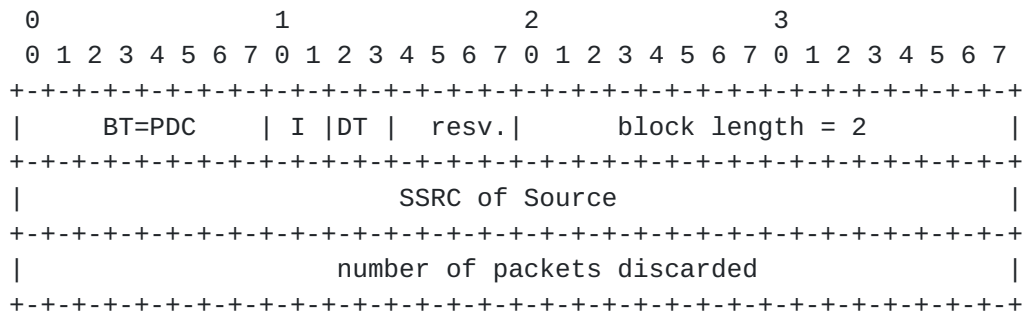 0               1               2               3
 0 1 2 3 4 5 6 7 0 1 2 3 4 5 6 7 0 1 2 3 4 5 6 7 0 1 2 3 4 5 6 7
+-+-+-+-+-+-+-+-+-+-+-+-+-+-+-+-+-+-+-+-+-+-+-+-+-+-+-+-+-+-+-+-+
|     BT=PDC    | I |DT |  resv.|      block length = 2         |
+-+-+-+-+-+-+-+-+-+-+-+-+-+-+-+-+-+-+-+-+-+-+-+-+-+-+-+-+-+-+-+-+
|                        SSRC of Source                         |
+-+-+-+-+-+-+-+-+-+-+-+-+-+-+-+-+-+-+-+-+-+-+-+-+-+-+-+-+-+-+-+-+
|                    number of packets discarded                |
+-+-+-+-+-+-+-+-+-+-+-+-+-+-+-+-+-+-+-+-+-+-+-+-+-+-+-+-+-+-+-+-+